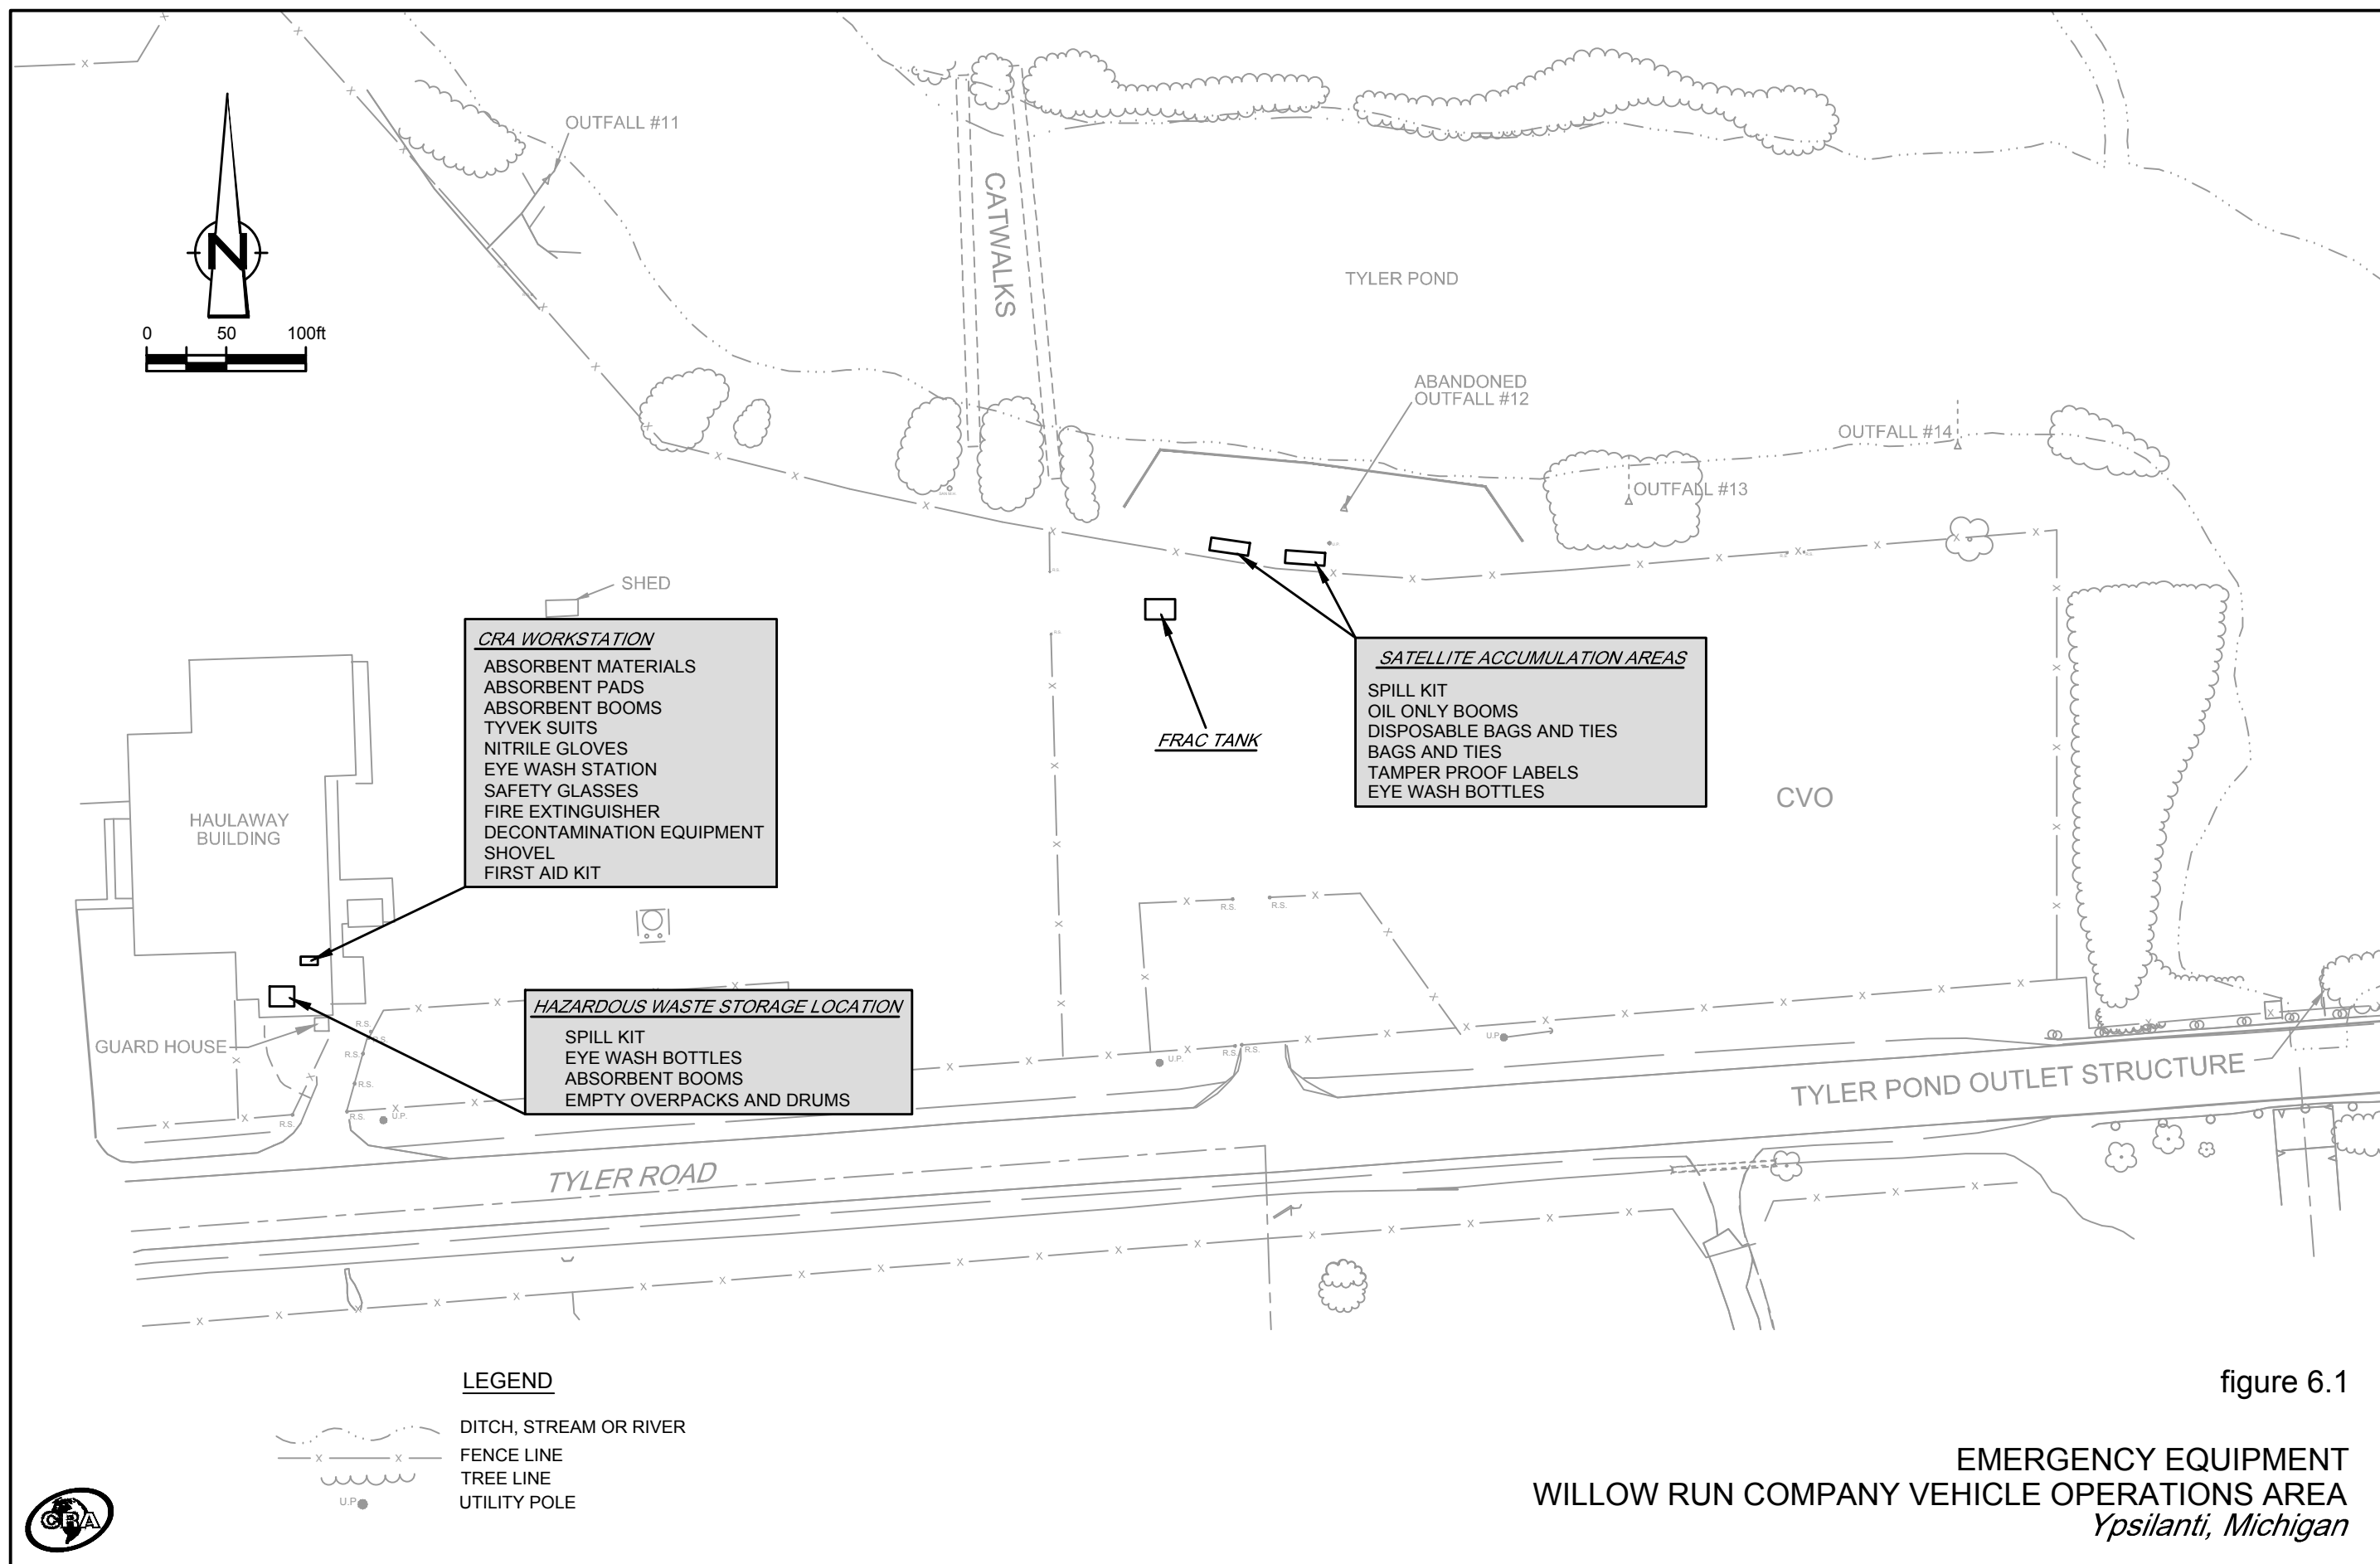 OUTFALL #11
N
0 50 100ft
CATWALKS
TYLER POND
ABANDONED
OUTFALL #12
OUTFALL #14
OUTFALL #13
SHED
CRA WORKSTATION
ABSORBENT MATERIALS
ABSORBENT PADS
ABSORBENT BOOMS
TYVEK SUITS
NITRILE GLOVES
EYE WASH STATION
SAFETY GLASSES
FIRE EXTINGUISHER
DECONTAMINATION EQUIPMENT
SHOVEL
FIRST AID KIT
SATELLITE ACCUMULATION AREAS
SPILL KIT
OIL ONLY BOOMS
DISPOSABLE BAGS AND TIES
BAGS AND TIES
TAMPER PROOF LABELS
EYE WASH BOTTLES
FRAC TANK
CVO
HAULAWAY
BUILDING
R.S.
R.S.
HAZARDOUS WASTE STORAGE LOCATION
SPILL KIT
EYE WASH BOTTLES
ABSORBENT BOOMS
EMPTY OVERPACKS AND DRUMS
GUARD HOUSE
R.S.
R.S.
R.S.
R.S.
R.S.
R.S.
U.P.
U.P.
R.S.
R.S.
U.P.
TYLER POND OUTLET STRUCTURE
TYLER ROAD
LEGEND
DITCH, STREAM OR RIVER
FENCE LINE
TREE LINE
U.P.
UTILITY POLE
CRA
figure 6.1
EMERGENCY EQUIPMENT
WILLOW RUN COMPANY VEHICLE OPERATIONS AREA
Ypsilanti, Michigan